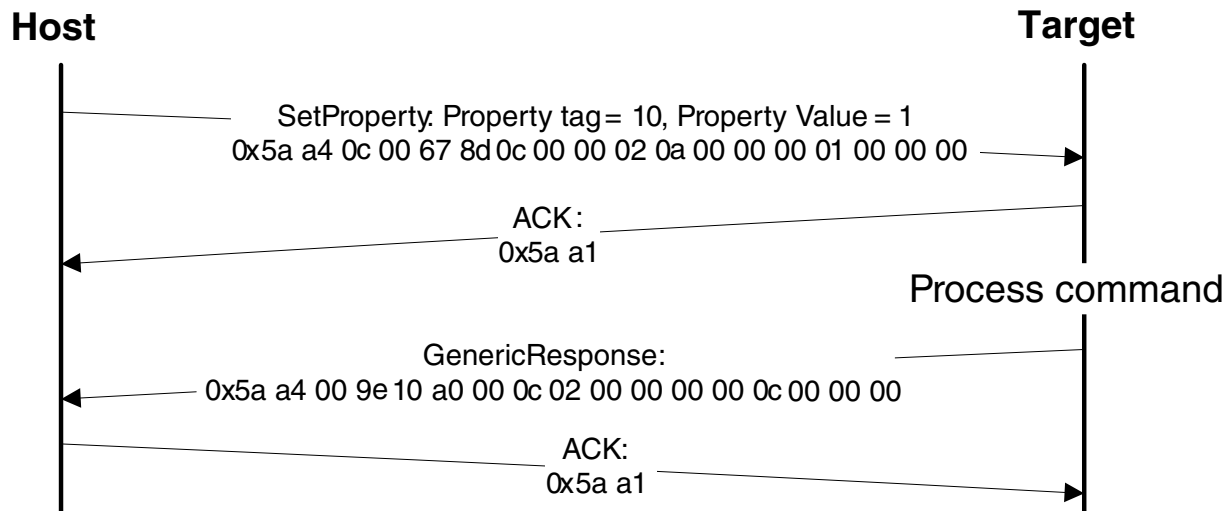 Host
Target
SetProperty: Property tag = 10, Property Value = 1
0x5a a4 0c 00 67 8d 0c 00 00 02 0a 00 00 00 01 00 00 00
ACK:
0x5a a1
Process command
GenericResponse:
0x5a a4 00 9e 10 a0 00 0c 02 00 00 00 00 0c 00 00 00
ACK:
0x5a a1